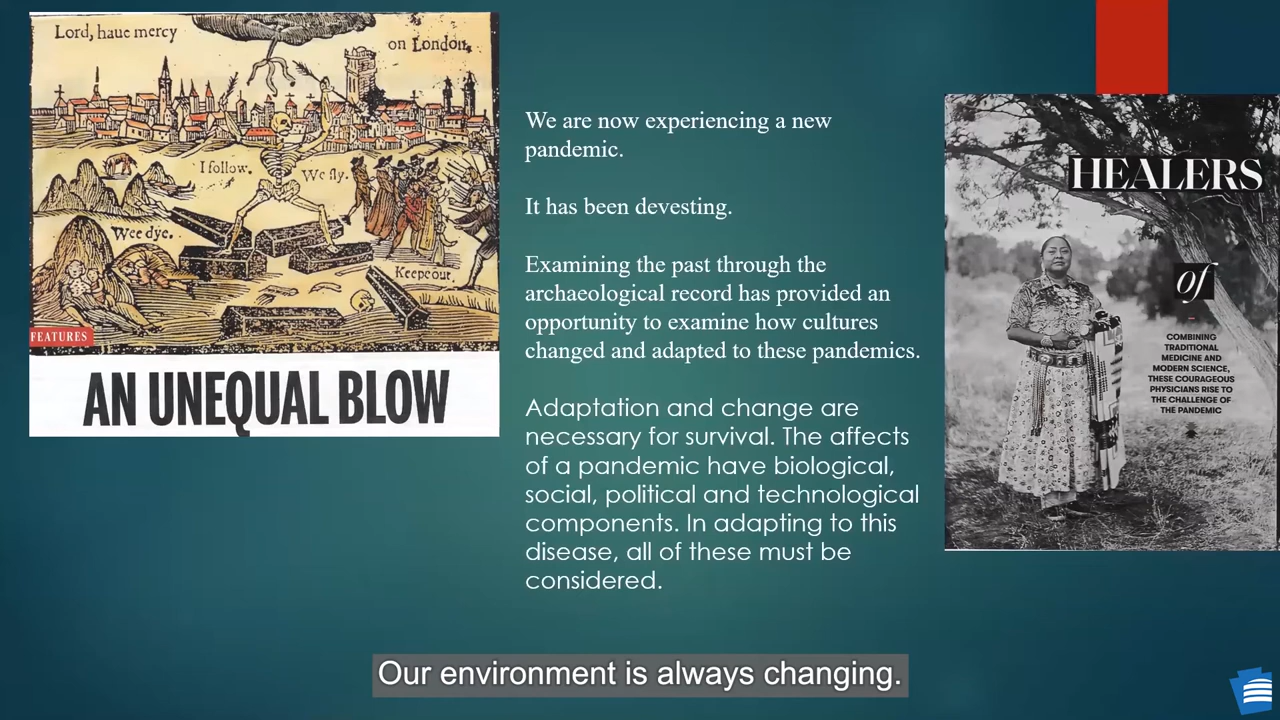 Lord, haue mercy
on London.
I follow.
We fly.
Wee dye.
Keepe out.
FEATURES
AN UNEQUAL BLOW
We are now experiencing a new
pandemic.
It has been devesting.
Examining the past through the
archaeological record has provided an
opportunity to examine how cultures
changed and adapted to these pandemics.
Adaptation and change are
necessary for survival. The affects
of a pandemic have biological,
social, political and technological
components. In adapting to this
disease, all of these must be
considered.
HEALERS
of
COMBINING
TRADITIONAL
MEDICINE AND
MODERN SCIENCE,
THESE COURAGEOUS
PHYSICIANS RISE TO
THE CHALLENGE OF
THE PANDEMIC
Our environment is always changing.